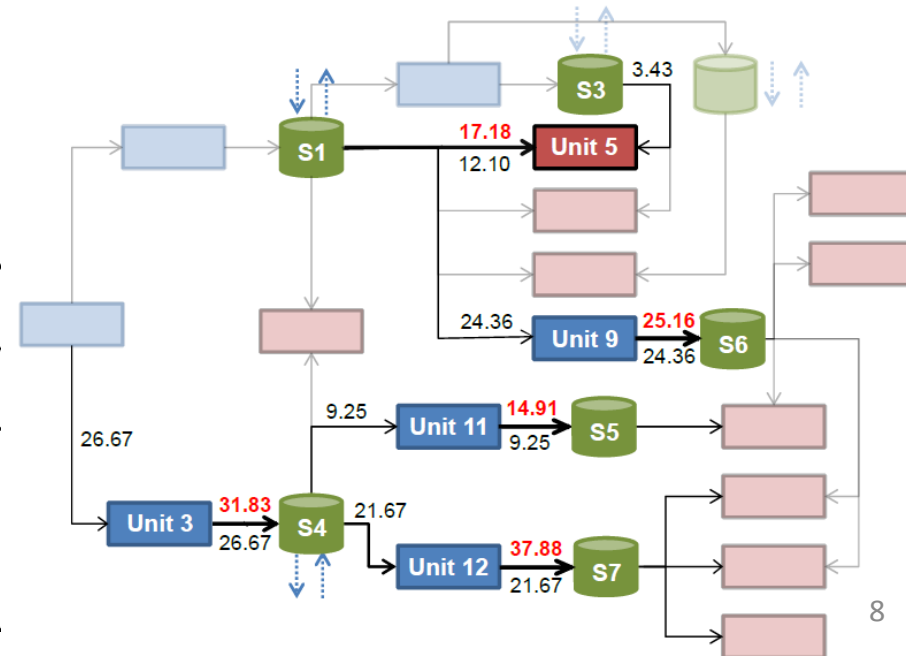 S3
3.43
S1
17.18
12.10
Unit 5
24.36
Unit 9
25.16
24.36
S6
26.67
9.25
Unit 11
14.91
9.25
S5
Unit 3
31.83
26.67
S4
21.67
Unit 12
37.88
21.67
S7
8